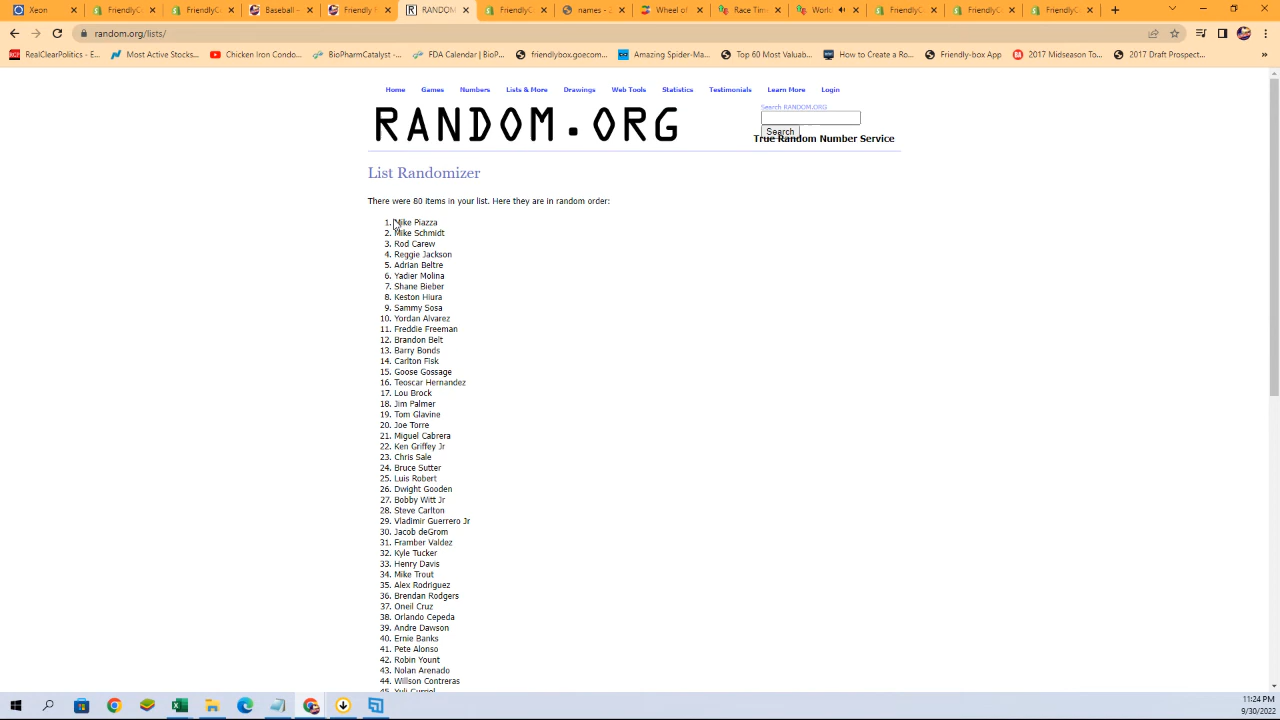 Xeon
FriendlyC
FriendlyC
Baseball –
Friendly F
RANDOM
FriendlyC
names - 2
Wheel of
Race Time
World
FriendlyC
FriendlyC
FriendlyC
random.org/lists/
RealClearPolitics - E...
Most Active Stocks...
Chicken Iron Condo...
BioPharmCatalyst -...
FDA Calendar | BioP...
friendlybox.goecom...
Amazing Spider-Ma...
Top 60 Most Valuab...
How to Create a Ro...
Friendly-box App
2017 Midseason To...
2017 Draft Prospect...
Home Games Numbers Lists & More Drawings Web Tools Statistics Testimonials Learn More Login
RANDOM.ORG
Search RANDOM.ORG
Search
True Random Number Service
List Randomizer
There were 80 items in your list. Here they are in random order:
1. Mike Piazza
2. Mike Schmidt
3. Rod Carew
4. Reggie Jackson
5. Adrian Beltre
6. Yadier Molina
7. Shane Bieber
8. Keston Hiura
9. Sammy Sosa
10. Yordan Alvarez
11. Freddie Freeman
12. Brandon Belt
13. Barry Bonds
14. Carlton Fisk
15. Goose Gossage
16. Teoscar Hernandez
17. Lou Brock
18. Jim Palmer
19. Tom Glavine
20. Joe Torre
21. Miguel Cabrera
22. Ken Griffey Jr
23. Chris Sale
24. Bruce Sutter
25. Luis Robert
26. Dwight Gooden
27. Bobby Witt Jr
28. Steve Carlton
29. Vladimir Guerrero Jr
30. Jacob deGrom
31. Framber Valdez
32. Kyle Tucker
33. Henry Davis
34. Mike Trout
35. Alex Rodriguez
36. Brendan Rodgers
37. Oneil Cruz
38. Orlando Cepeda
39. Andre Dawson
40. Ernie Banks
41. Pete Alonso
42. Robin Yount
43. Nolan Arenado
44. Willson Contreras
45. Yuli Gurriel
11:24 PM
9/30/2022